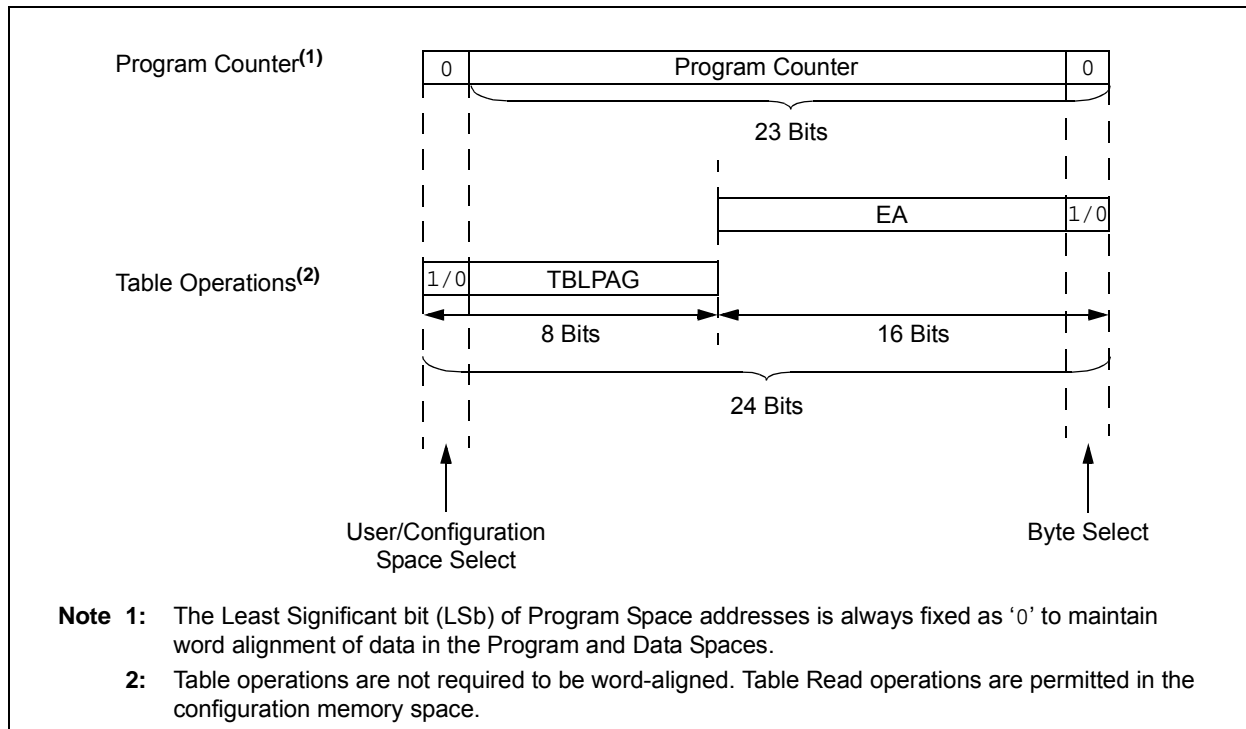 Program Counter(1)
0 Program Counter 0
23 Bits
EA 1/0
Table Operations(2)
1/0 TBLPAG
8 Bits 16 Bits
24 Bits
User/Configuration
Space Select
Byte Select
Note 1: The Least Significant bit (LSb) of Program Space addresses is always fixed as ‘0’ to maintain
word alignment of data in the Program and Data Spaces.
2: Table operations are not required to be word-aligned. Table Read operations are permitted in the
configuration memory space.